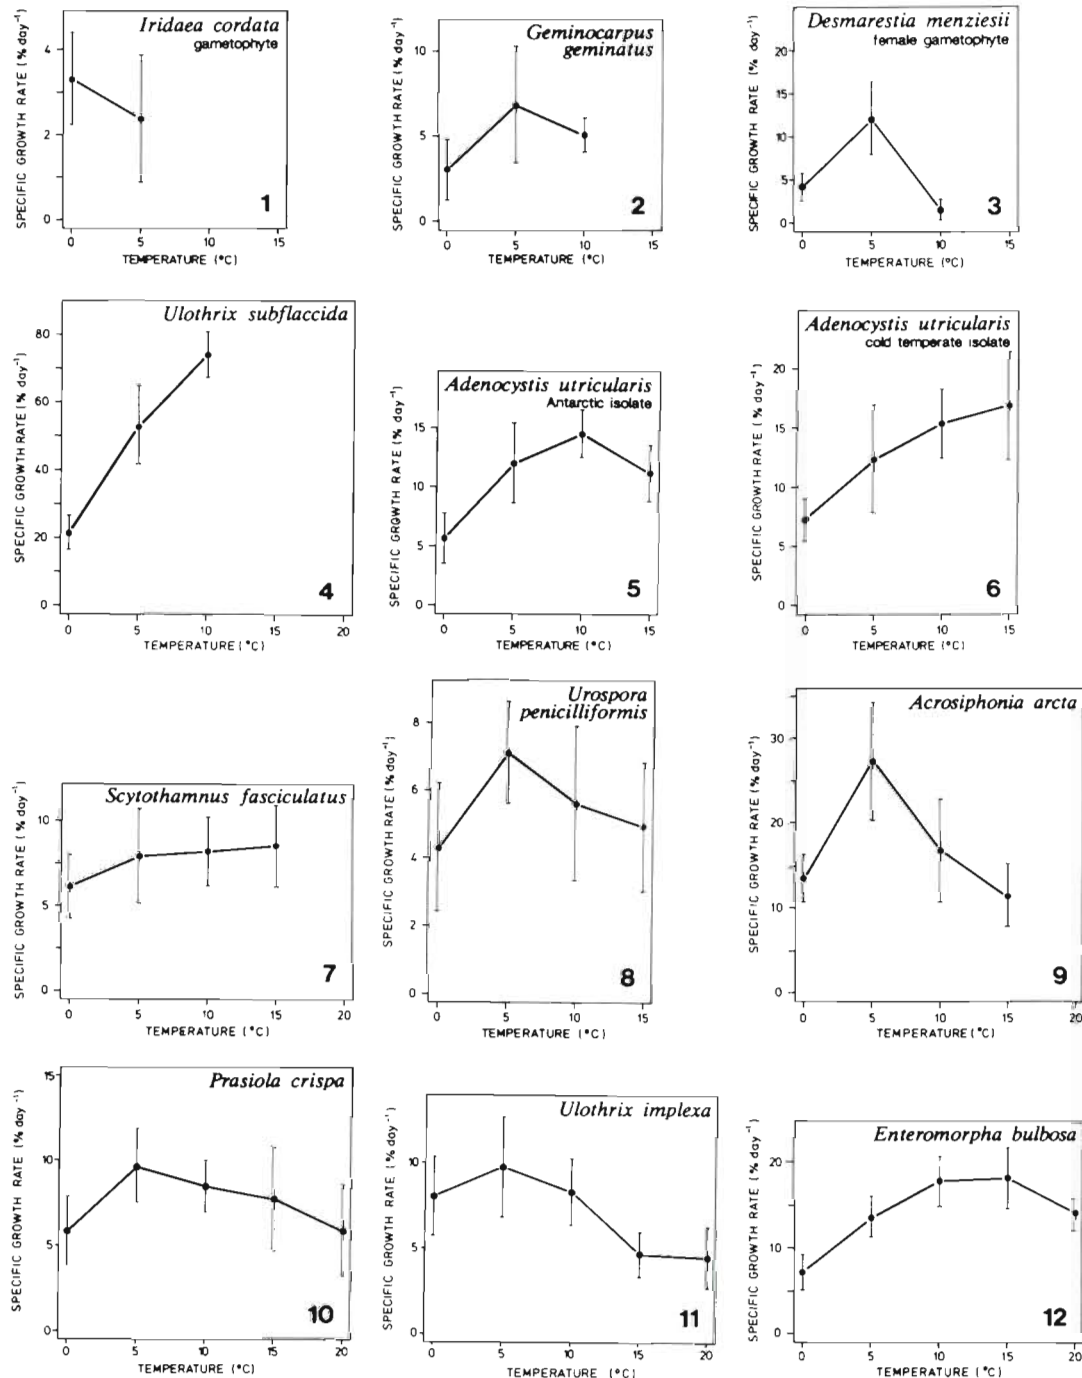 Iridaea cordata
gametophyte
SPECIFIC GROWTH RATE (% day⁻¹)
4
2
0
1
0 5 10 15
TEMPERATURE (°C)
Geminocarpus
geminatus
SPECIFIC GROWTH RATE (% day⁻¹)
10
5
0
2
0 5 10 15
TEMPERATURE (°C)
Desmarestia menziesii
female gametophyte
SPECIFIC GROWTH RATE (% day⁻¹)
20
15
10
5
0
3
0 5 10 15
TEMPERATURE (°C)
Ulothrix subflaccida
SPECIFIC GROWTH RATE (% day⁻¹)
80
60
40
20
0
4
0 5 10 15 20
TEMPERATURE (°C)
Adenocystis utricularis
Antarctic isolate
SPECIFIC GROWTH RATE (% day⁻¹)
15
10
5
0
5
0 5 10 15
TEMPERATURE (°C)
Adenocystis utricularis
cold temperate isolate
SPECIFIC GROWTH RATE (% day⁻¹)
20
15
10
5
0
6
0 5 10 15
TEMPERATURE (°C)
Scytothamnus fasciculatus
SPECIFIC GROWTH RATE (% day⁻¹)
10
5
0
7
0 5 10 15 20
TEMPERATURE (°C)
Urospora
penicilliformis
SPECIFIC GROWTH RATE (% day⁻¹)
8
6
4
2
0
8
0 5 10 15
TEMPERATURE (°C)
Acrosiphonia arcta
SPECIFIC GROWTH RATE (% day⁻¹)
30
20
10
0
9
0 5 10 15 20
TEMPERATURE (°C)
Prasiola crispa
SPECIFIC GROWTH RATE (% day⁻¹)
15
10
5
0
10
0 5 10 15 20
TEMPERATURE (°C)
Ulothrix implexa
SPECIFIC GROWTH RATE (% day⁻¹)
10
5
0
11
0 5 10 15 20
TEMPERATURE (°C)
Enteromorpha bulbosa
SPECIFIC GROWTH RATE (% day⁻¹)
20
10
0
12
0 5 10 15 20
TEMPERATURE (°C)